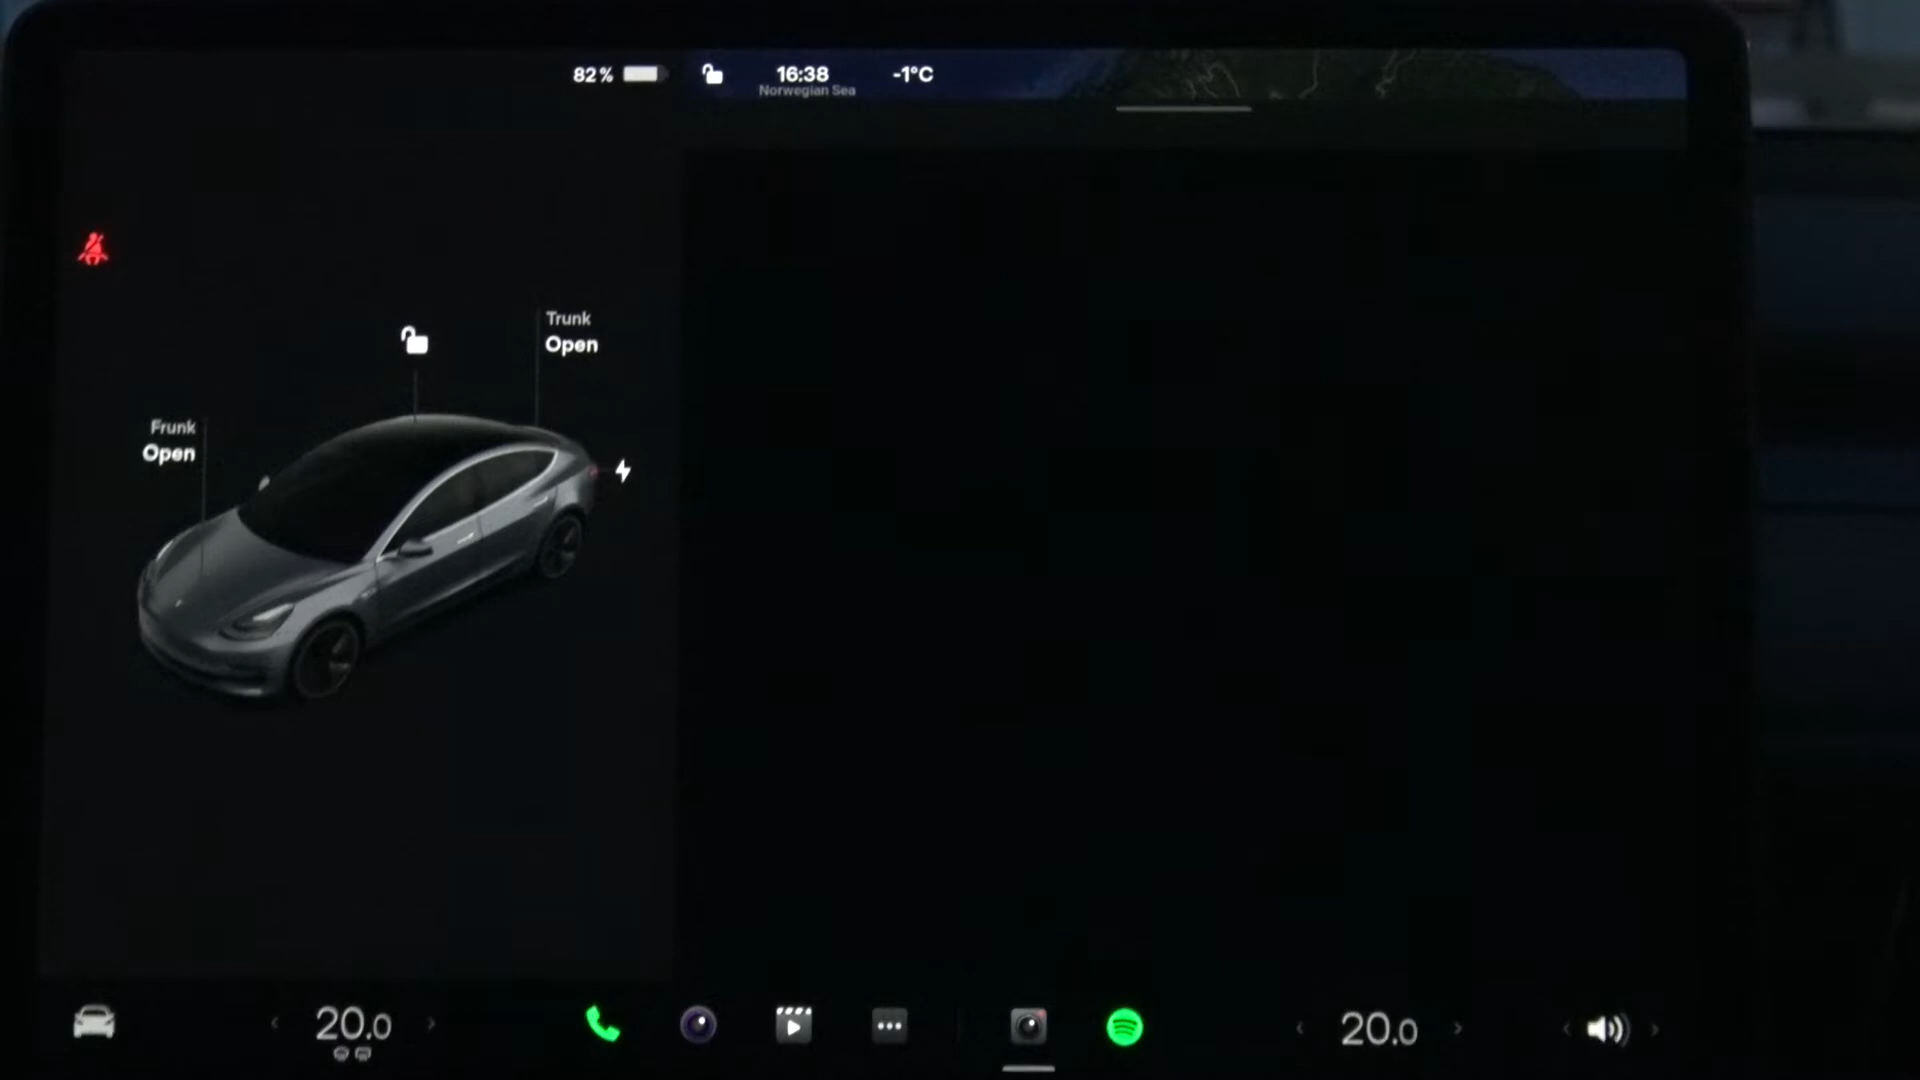 82 %
16:38
-1°C
Norwegian Sea
Trunk
Open
Frunk
Open
20.0
20.0